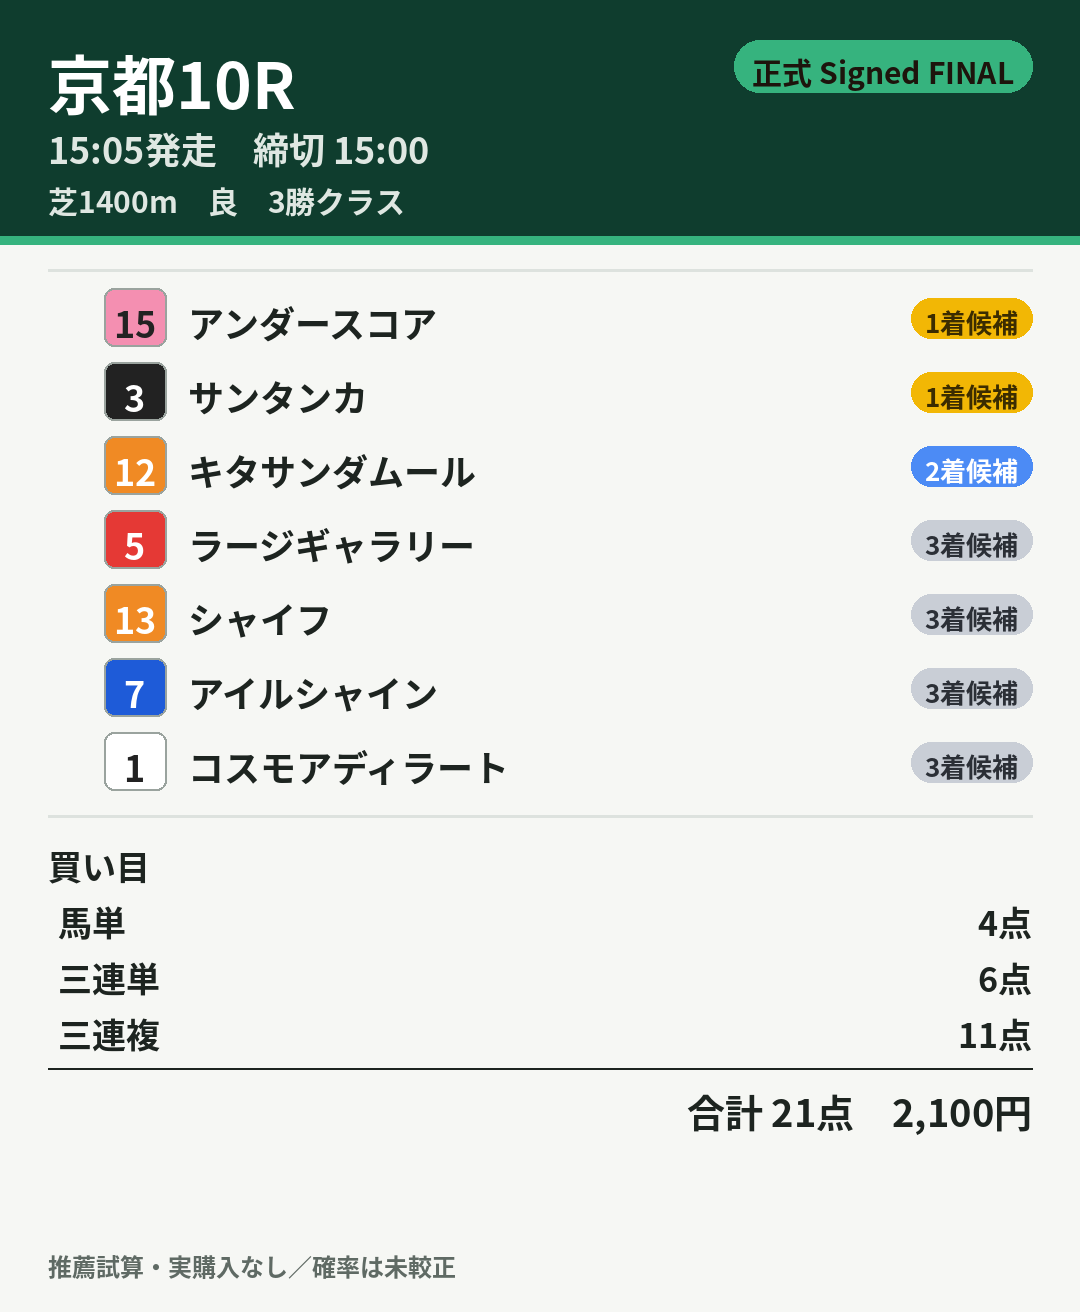 京都10R
正式 Signed FINAL
15:05発走 締切 15:00
芝1400m 良 3勝クラス
15 アンダースコア 1着候補
3 サンタンカ 1着候補
12 キタサンダムール 2着候補
5 ラージギャラリー 3着候補
13 シャイフ 3着候補
7 アイルシャイン 3着候補
1 コスモアディラート 3着候補
買い目
馬単 4点
三連単 6点
三連複 11点
合計 21点 2,100円
推薦試算・実購入なし／確率は未較正